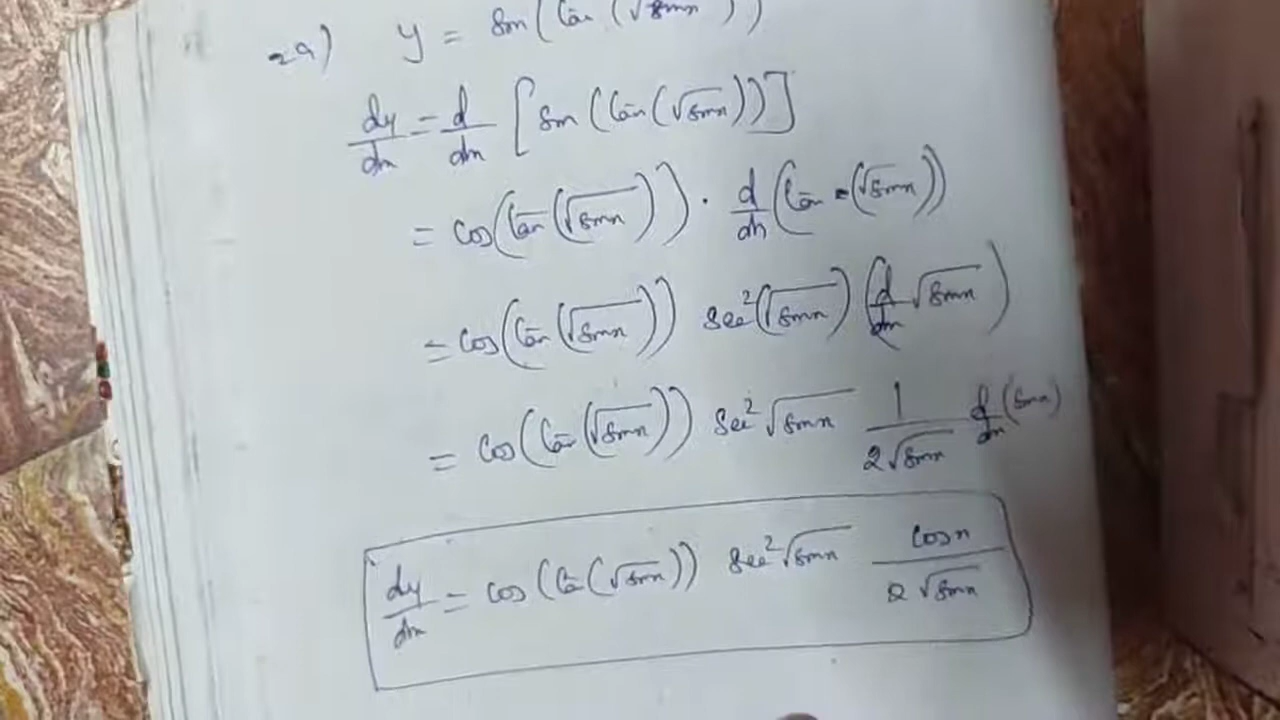 29) y = sin(tan(√sinx))
dy/dx = d/dx [sin(tan(√sinx))]
= cos(tan(√sinx)) · d/dx (tan (√sinx))
= cos(tan(√sinx)) sec²(√sinx) (d/dx √sinx)
= cos(tan(√sinx)) sec²√sinx 1/2√sinx d/dx (sinx)
dy/dx = cos(tan(√sinx)) sec²√sinx cosx/2√sinx